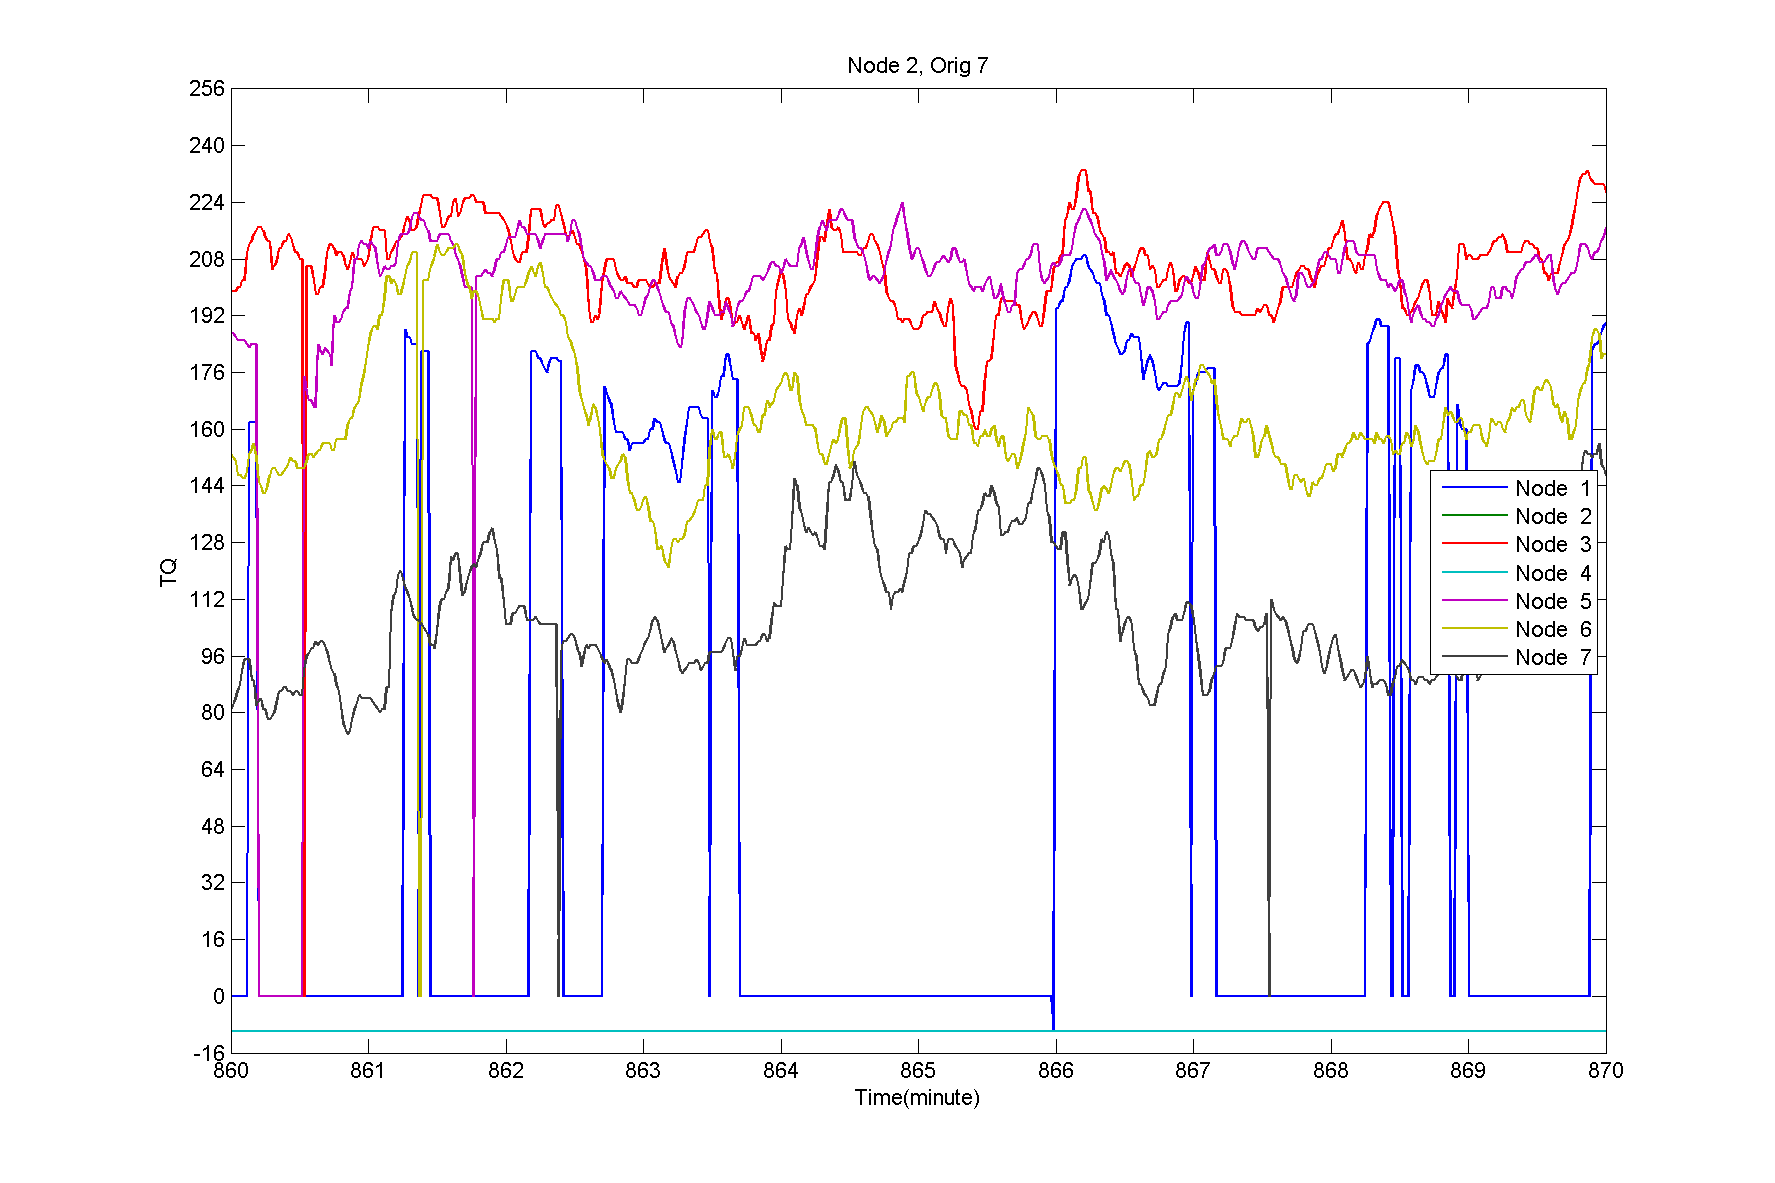 Node 2, Orig 7
256
240
224
208
192
176
160
144
128
112
96
80
64
48
32
16
0
-16
TQ
860 861 862 863 864 865 866 867 868 869 870
Time(minute)
Node 1
Node 2
Node 3
Node 4
Node 5
Node 6
Node 7